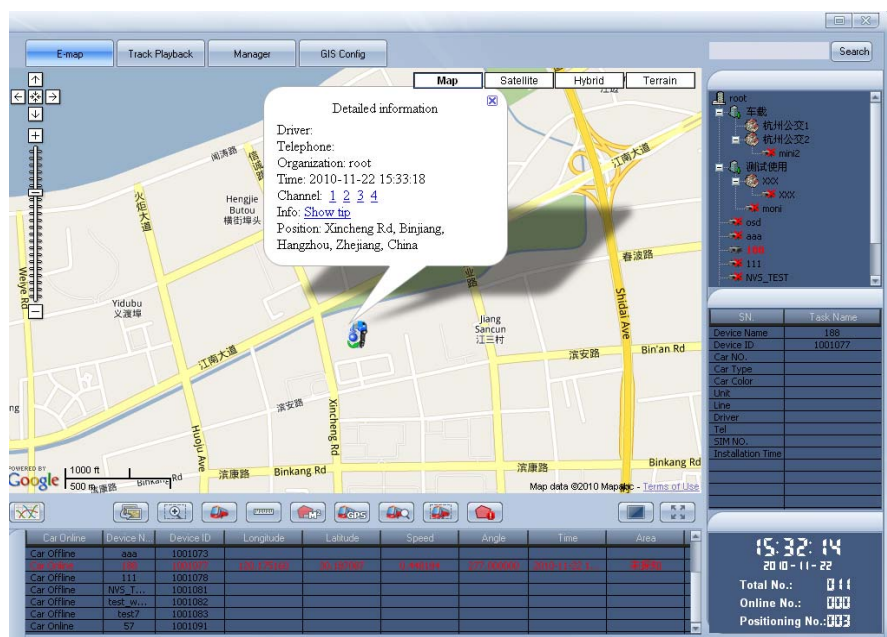 E-map
Track Playback
Manager
GIS Config
Search
Map
Satellite
Hybrid
Terrain
Detailed information
Driver:
Telephone:
Organization: root
Time: 2010-11-22 15:33:18
Channel: 1 2 3 4
Info: Show tip
Position: Xincheng Rd, Binjiang,
Hangzhou, Zhejiang, China
闻涛路
信诚路
江南大道
火炬大道
Hengjie
Butou
横街埠头
Weiye Rd
Yidubu
义渡埠
春波路
Shidai Ave
Jiang
Sancun
江三村
滨安路
Bin'an Rd
江南大道
滨安路
Xincheng Rd
Huoju Ave
滨康路
Binkang Rd
滨康路
Binkang Rd
POWERED BY
Google
1000 ft
500 m
Map data ©2010
- Terms of Use
root
车载
杭州公交1
杭州公交2
mini2
测试使用
xxx
xxx
moni
osd
aaa
188
111
NVS_TEST
SN. Task Name
Device Name 188
Device ID 1001077
Car NO.
Car Type
Car Color
Unit
Line
Driver
Tel
SIM NO.
Installation Time
GPS
Car Online Device N... Device ID Longitude Latitude Speed Angle Time Area
Car Offline aaa 1001073
Car Online 188 1001077
Car Offline 111 1001078
Car Offline NVS_T... 1001081
Car Offline test_w... 1001082
Car Offline test7 1001083
Car Online 57 1001091
15:32:14
2010-11-22
Total No.: 011
Online No.: 000
Positioning No.:003